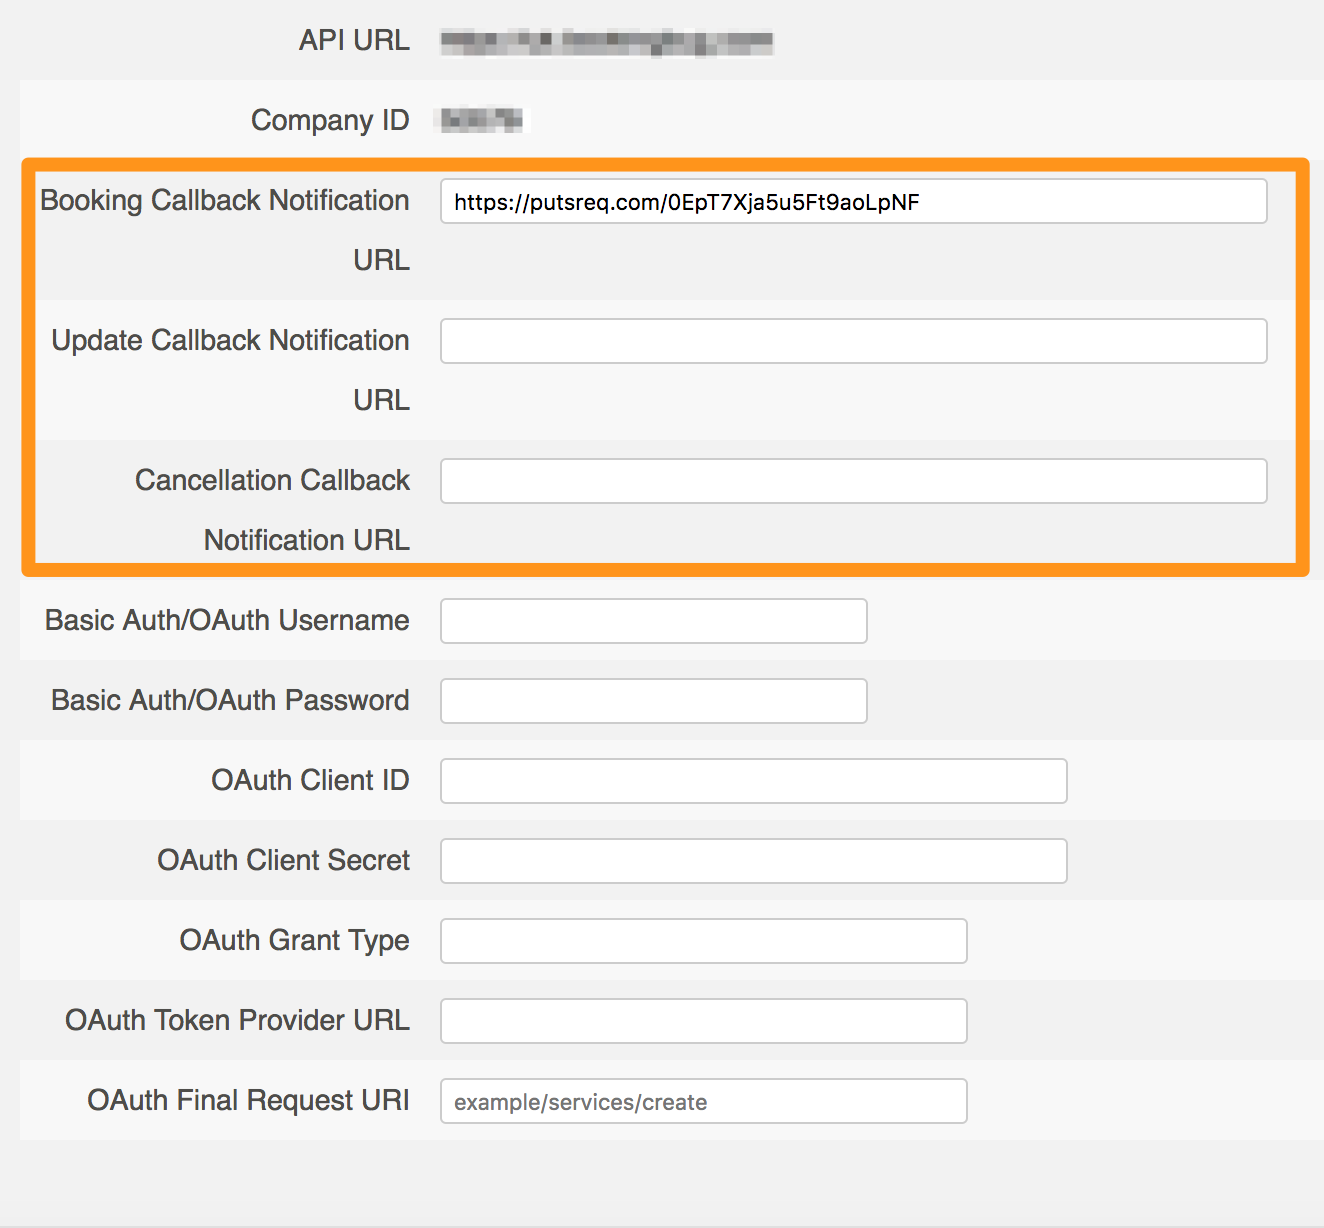 API URL
Company ID
Booking Callback Notification https://putsreq.com/0EpT7Xja5u5Ft9aoLpNF
URL
Update Callback Notification
URL
Cancellation Callback
Notification URL
Basic Auth/OAuth Username
Basic Auth/OAuth Password
OAuth Client ID
OAuth Client Secret
OAuth Grant Type
OAuth Token Provider URL
OAuth Final Request URI example/services/create